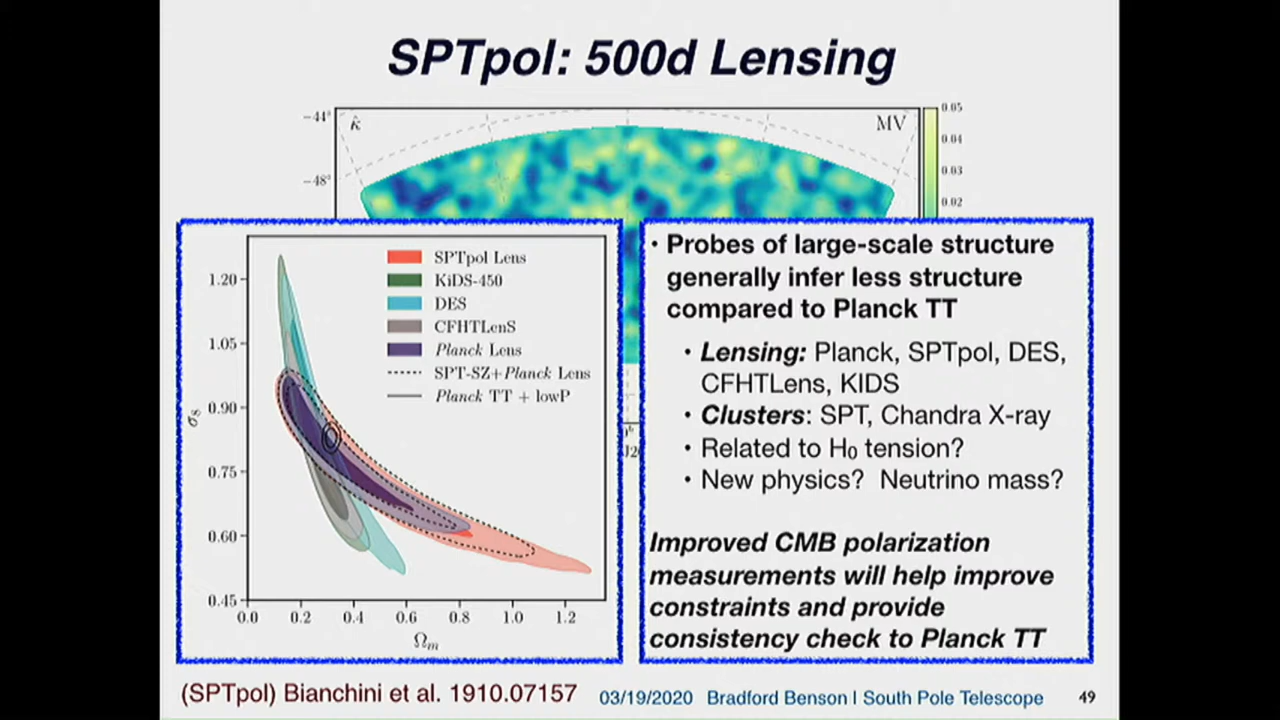 SPTpol: 500d Lensing
−44°
κ̂
MV
0.05
0.04
−48°
0.03
0.02
SPTpol Lens
KiDS-450
DES
CFHTLenS
Planck Lens
SPT-SZ+Planck Lens
Planck TT + lowP
1.20
1.05
0.90
0.75
0.60
0.45
σ8
0.0 0.2 0.4 0.6 0.8 1.0 1.2
Ωm
• Probes of large-scale structure
generally infer less structure
compared to Planck TT
• Lensing: Planck, SPTpol, DES,
CFHTLens, KIDS
• Clusters: SPT, Chandra X-ray
• Related to H0 tension?
• New physics? Neutrino mass?
Improved CMB polarization
measurements will help improve
constraints and provide
consistency check to Planck TT
(SPTpol) Bianchini et al. 1910.07157
03/19/2020 Bradford Benson | South Pole Telescope
49